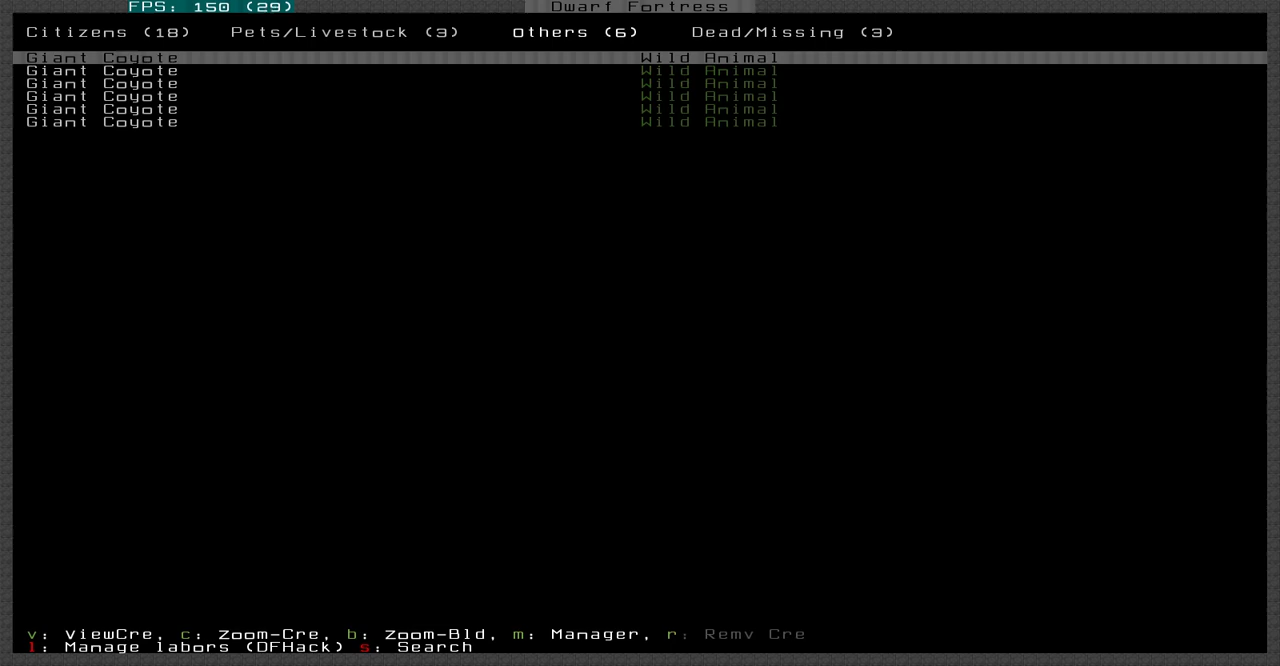 FPS: 150 (29) Dwarf Fortress
Citizens (18) Pets/Livestock (3) Others (6) Dead/Missing (3)
Giant Coyote Wild Animal
Giant Coyote Wild Animal
Giant Coyote Wild Animal
Giant Coyote Wild Animal
Giant Coyote Wild Animal
Giant Coyote Wild Animal
v: ViewCre, c: Zoom-Cre, b: Zoom-Bld, m: Manager, r: Remv Cre
l: Manage labors (DFHack) s: Search